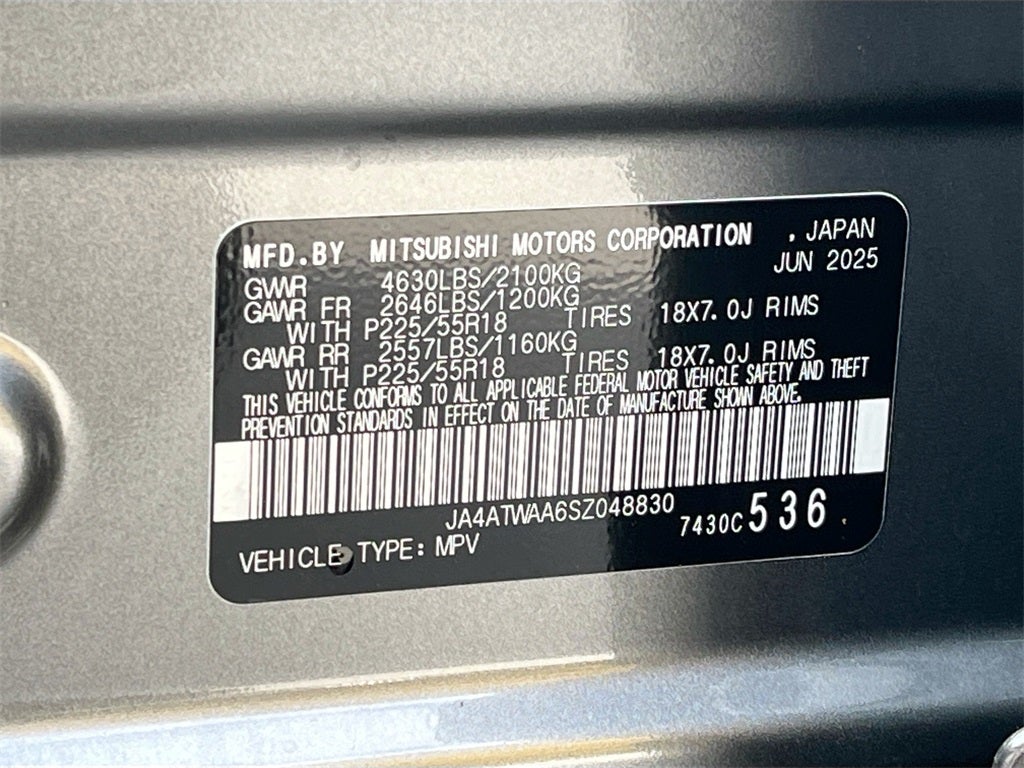 MFD.BY MITSUBISHI MOTORS CORPORATION . JAPAN
JUN 2025
GVWR 4630LBS/2100KG
GAWR FR 2646LBS/1200KG
WITH P225/55R18 TIRES 18X7.0J RIMS
GAWR RR 2557LBS/1160KG
WITH P225/55R18 TIRES 18X7.0J RIMS
THIS VEHICLE CONFORMS TO ALL APPLICABLE FEDERAL MOTOR VEHICLE SAFETY AND THEFT
PREVENTION STANDARDS IN EFFECT ON THE DATE OF MANUFACTURE SHOWN ABOVE.
JA4ATWAA6SZ048830 7430C 536
VEHICLE TYPE: MPV